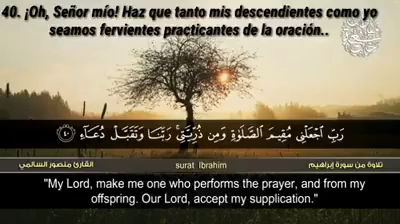 40. ¡Oh, Señor mío! Haz que tanto mis descendientes como yo
seamos fervientes practicantes de la oración..
رَبِّ ٱجۡعَلۡنِي مُقِيمَ ٱلصَّلَوٰةِ وَمِن ذُرِّيَّتِيۚ رَبَّنَا وَتَقَبَّلۡ دُعَآءِ ٤٠
القارئ منصور السالمي surat Ibrahim تلاوة من سورة إبراهيم
"My Lord, make me one who performs the prayer, and from my
offspring. Our Lord, accept my supplication."